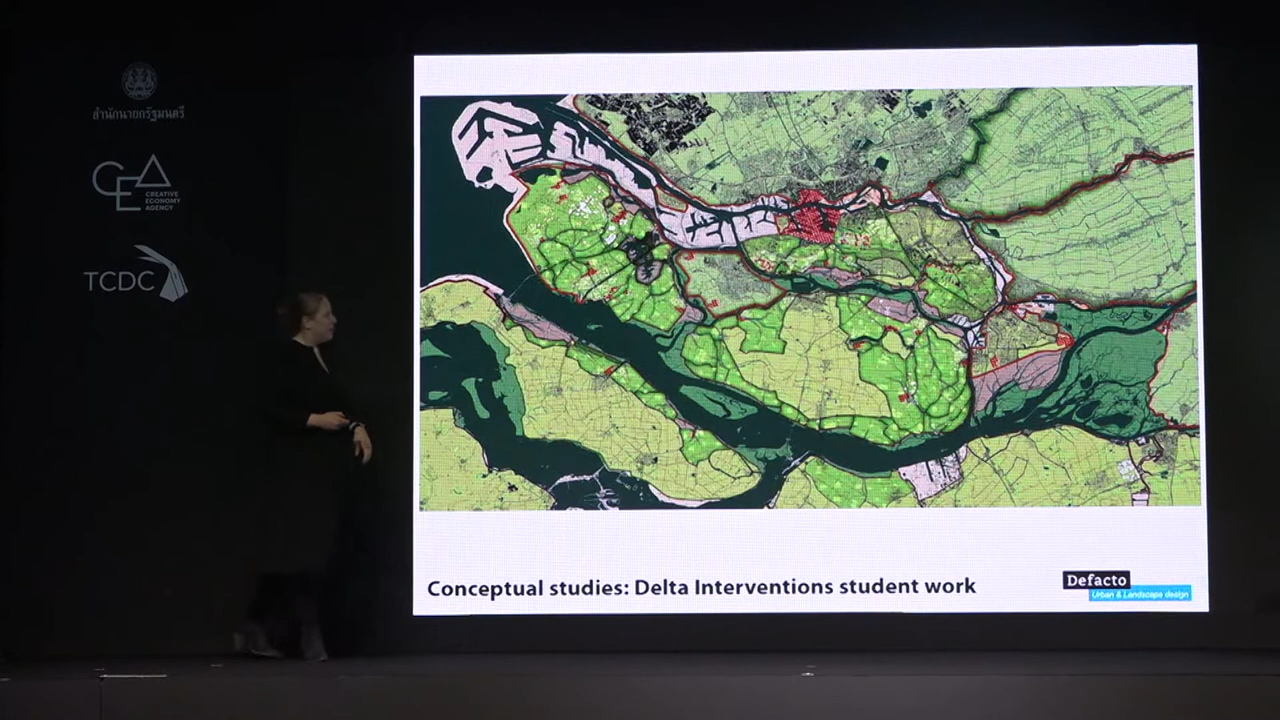 สำนักนายกรัฐมนตรี
CEA
CREATIVE
ECONOMY
AGENCY
TCDC
Conceptual studies: Delta Interventions student work
Defacto
Urban & Landscape design